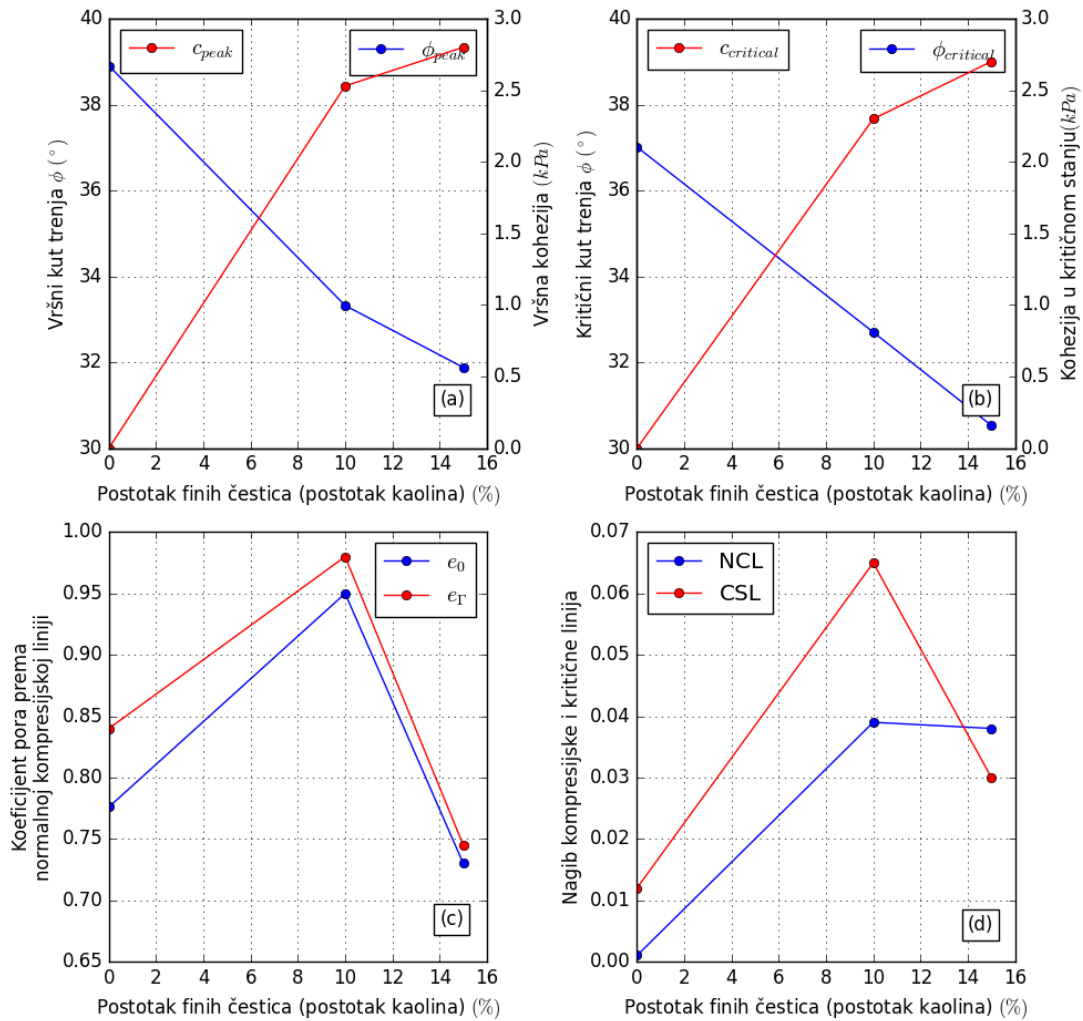 40
38
36
34
32
30
Vršni kut trenja ϕ (°)
c_peak
ϕ_peak
3.0
2.5
2.0
1.5
1.0
0.5
0.0
Vršna kohezija (kPa)
(a)
0 2 4 6 8 10 12 14 16
Postotak finih čestica (postotak kaolina) (%)
40
38
36
34
32
30
Kritični kut trenja ϕ (°)
c_critical
ϕ_critical
3.0
2.5
2.0
1.5
1.0
0.5
0.0
Kohezija u kritičnom stanju(kPa)
(b)
0 2 4 6 8 10 12 14 16
Postotak finih čestica (postotak kaolina) (%)
1.00
0.95
0.90
0.85
0.80
0.75
0.70
0.65
Koeficijent pora prema
normalnoj kompresijskoj liniji
e_0
e_Γ
(c)
0 2 4 6 8 10 12 14 16
Postotak finih čestica (postotak kaolina) (%)
0.07
0.06
0.05
0.04
0.03
0.02
0.01
0.00
Nagib kompresijske i kritične linija
NCL
CSL
(d)
0 2 4 6 8 10 12 14 16
Postotak finih čestica (postotak kaolina) (%)